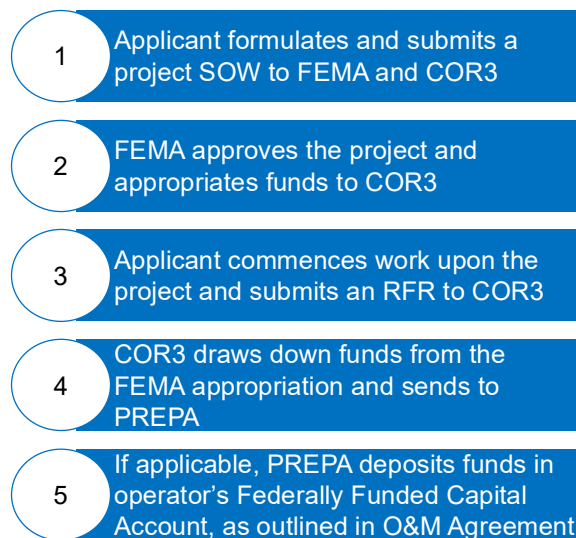 1
Applicant formulates and submits a
project SOW to FEMA and COR3
2
FEMA approves the project and
appropriates funds to COR3
3
Applicant commences work upon the
project and submits an RFR to COR3
4
COR3 draws down funds from the
FEMA appropriation and sends to
PREPA
5
If applicable, PREPA deposits funds in
operator’s Federally Funded Capital
Account, as outlined in O&M Agreement